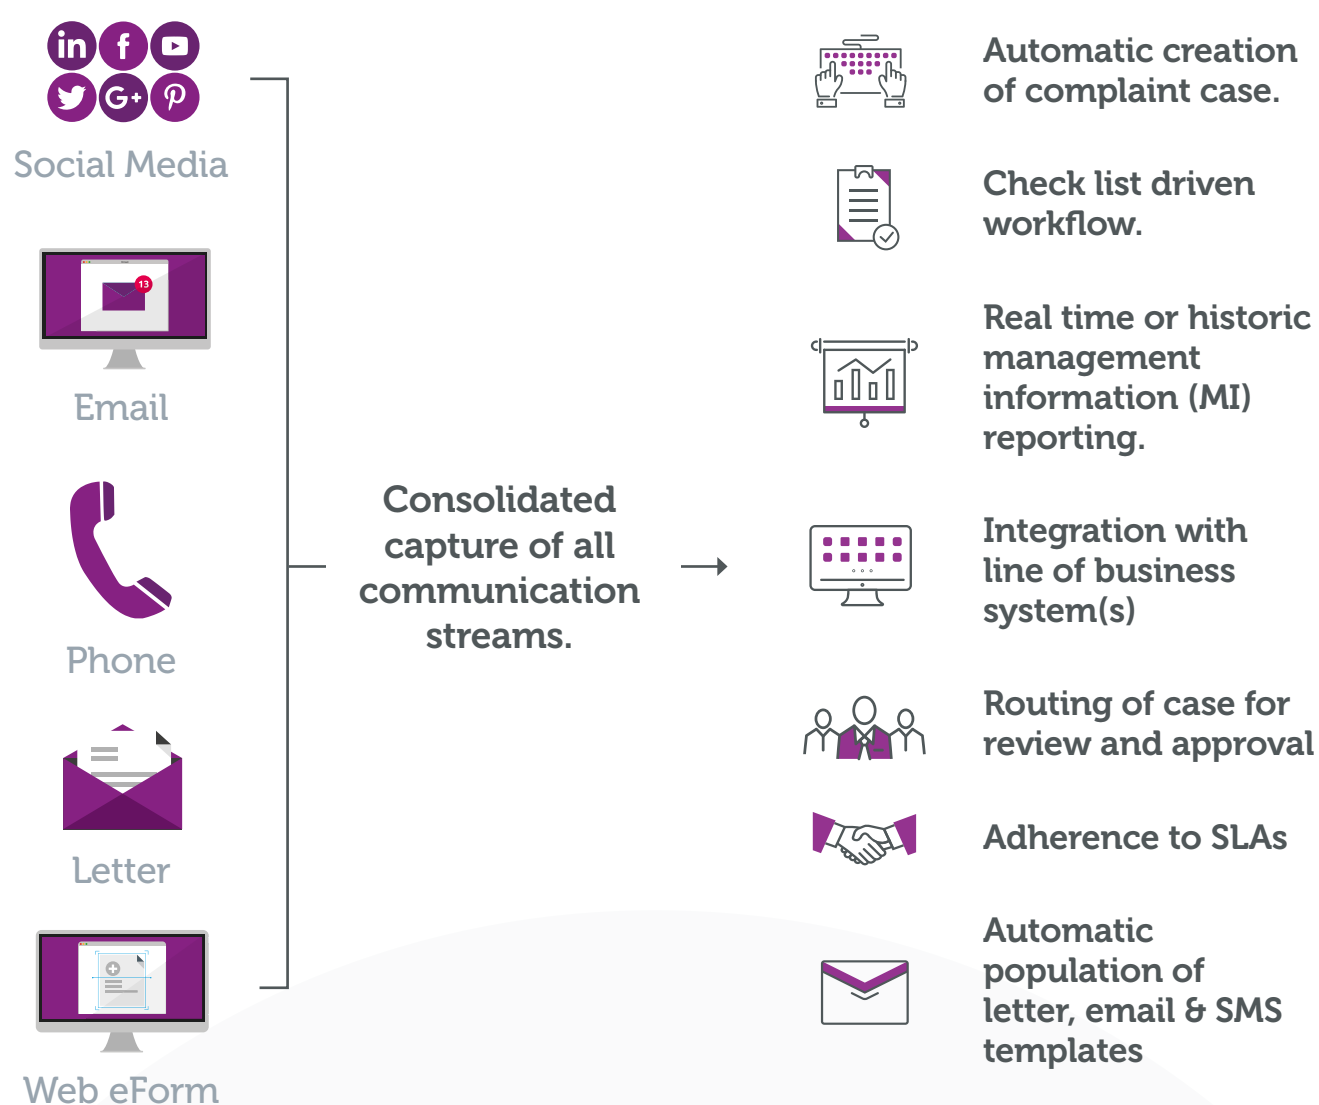 in f
G+
Social Media
13
Email
Phone
Letter
Web eForm
Consolidated
capture of all
communication
streams.
Automatic creation
of complaint case.
Check list driven
workflow.
Real time or historic
management
information (MI)
reporting.
Integration with
line of business
system(s)
Routing of case for
review and approval
Adherence to SLAs
Automatic
population of
letter, email & SMS
templates